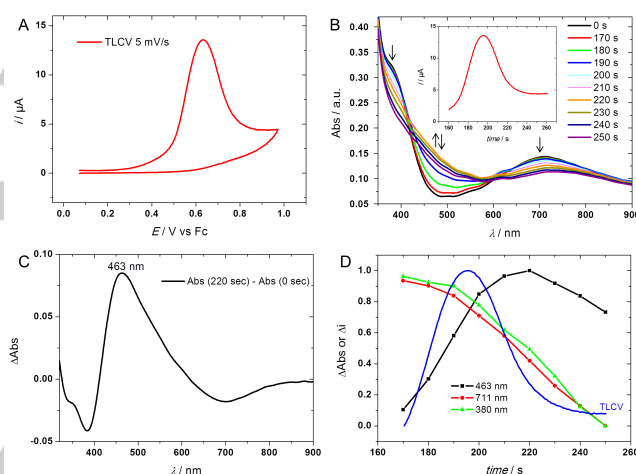 A
TLCV 5 mV/s
15
10
5
0
i / µA
0.0 0.2 0.4 0.6 0.8 1.0
E / V vs Fc
B
0.40
0.35
0.30
0.25
0.20
0.15
0.10
0.05
Abs / a.u.
400 500 600 700 800 900
λ / nm
15
10
5
0
i / µA
160 180 200 220 240 260
time / s
0 s
170 s
180 s
190 s
200 s
210 s
220 s
230 s
240 s
250 s
C
463 nm
Abs (220 sec) - Abs (0 sec)
0.10
0.05
0.00
-0.05
ΔAbs
400 500 600 700 800 900
λ / nm
D
1.0
0.8
0.6
0.4
0.2
0.0
ΔAbs or Δi
463 nm
711 nm
380 nm
TLCV
160 180 200 220 240 260
time / s